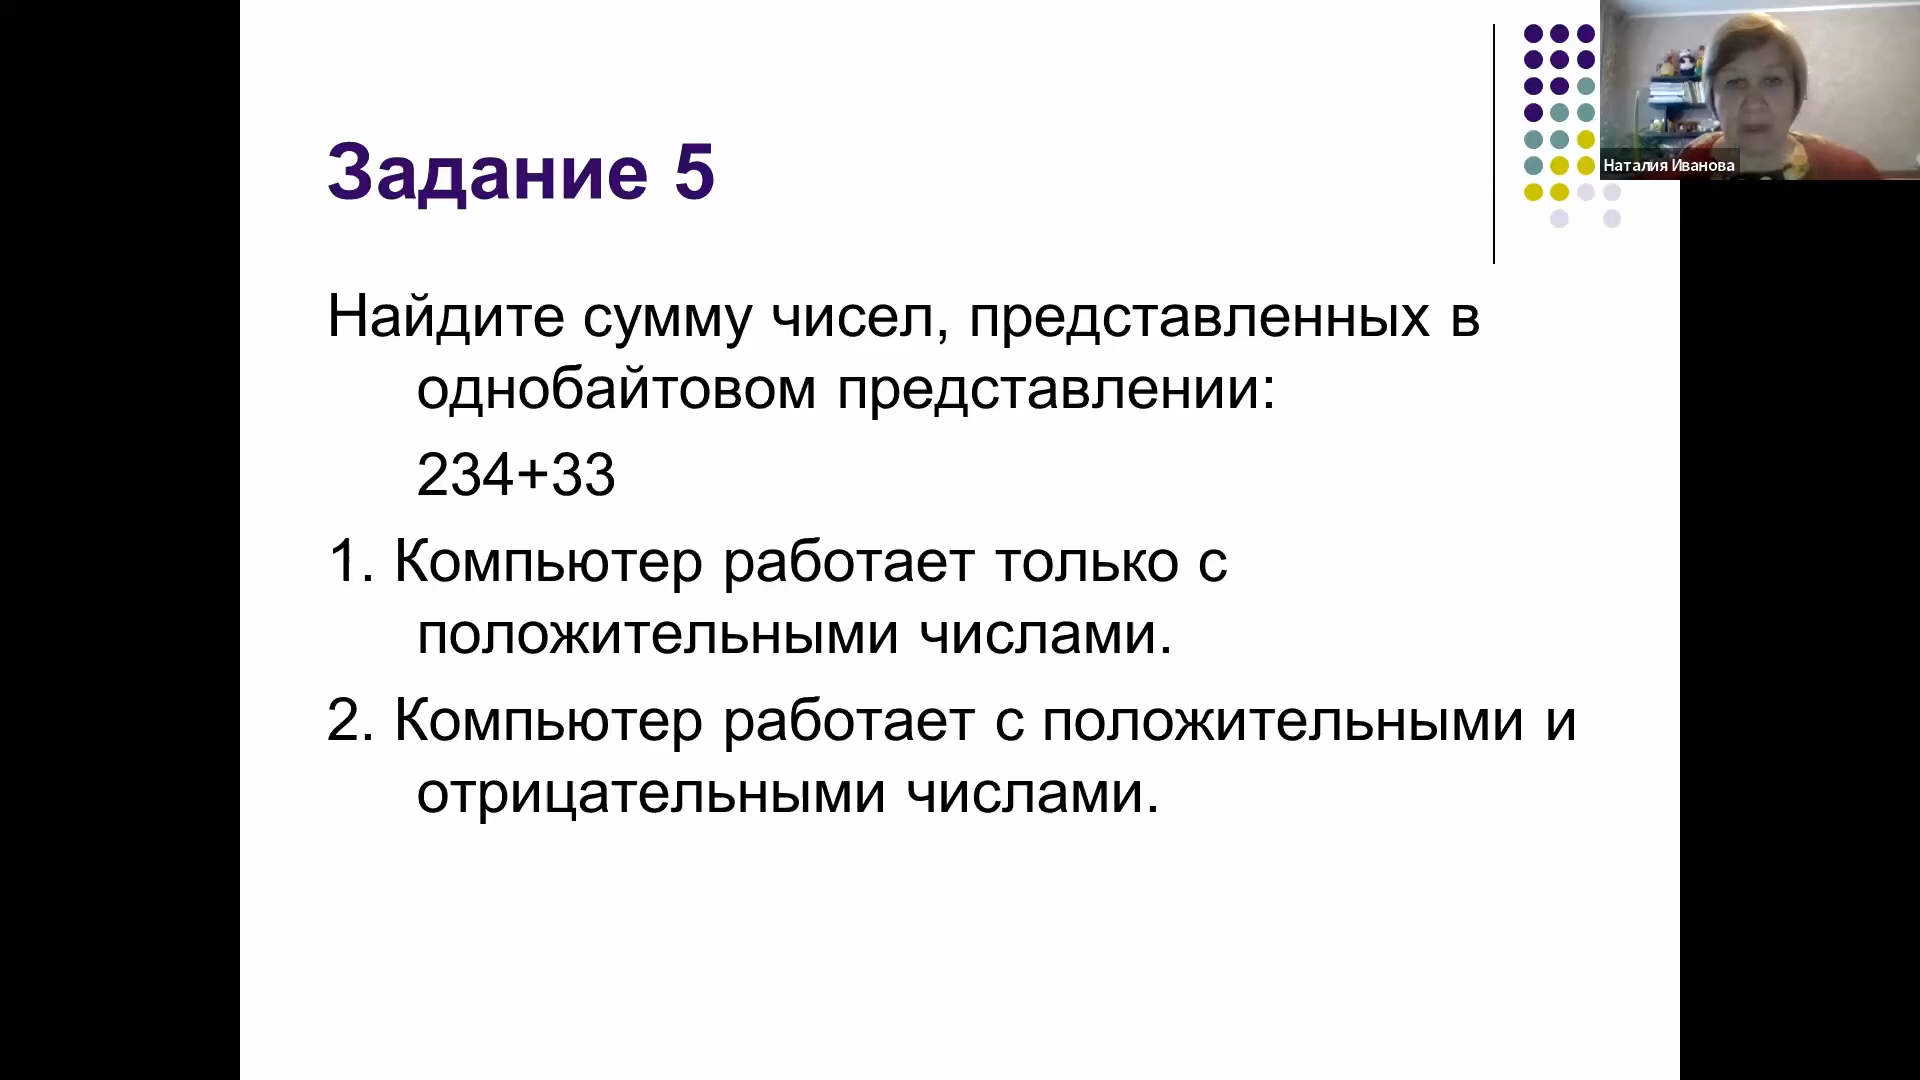 Задание 5
Найдите сумму чисел, представленных в
однобайтовом представлении:
234+33
1. Компьютер работает только с
положительными числами.
2. Компьютер работает с положительными и
отрицательными числами.
Наталия Иванова